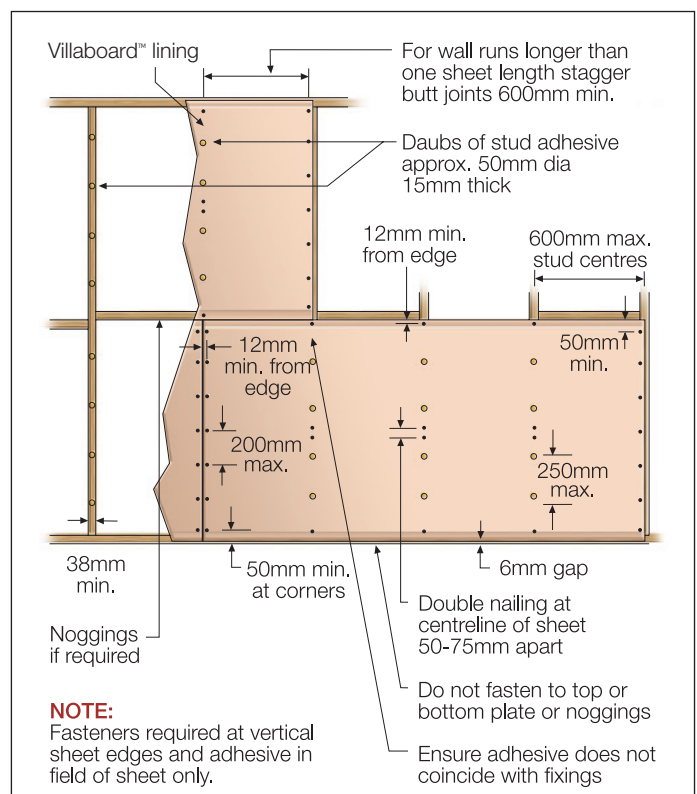 Villaboard™ lining
For wall runs longer than
one sheet length stagger
butt joints 600mm min.
Daubs of stud adhesive
approx. 50mm dia
15mm thick
12mm min.
from edge
600mm max.
stud centres
12mm
min. from
edge
50mm
min.
200mm
max.
250mm
max.
38mm
min.
50mm min.
at corners
6mm gap
Double nailing at
centreline of sheet
50-75mm apart
Noggings
if required
Do not fasten to top or
bottom plate or noggings
NOTE:
Fasteners required at vertical
sheet edges and adhesive in
field of sheet only.
Ensure adhesive does not
coincide with fixings